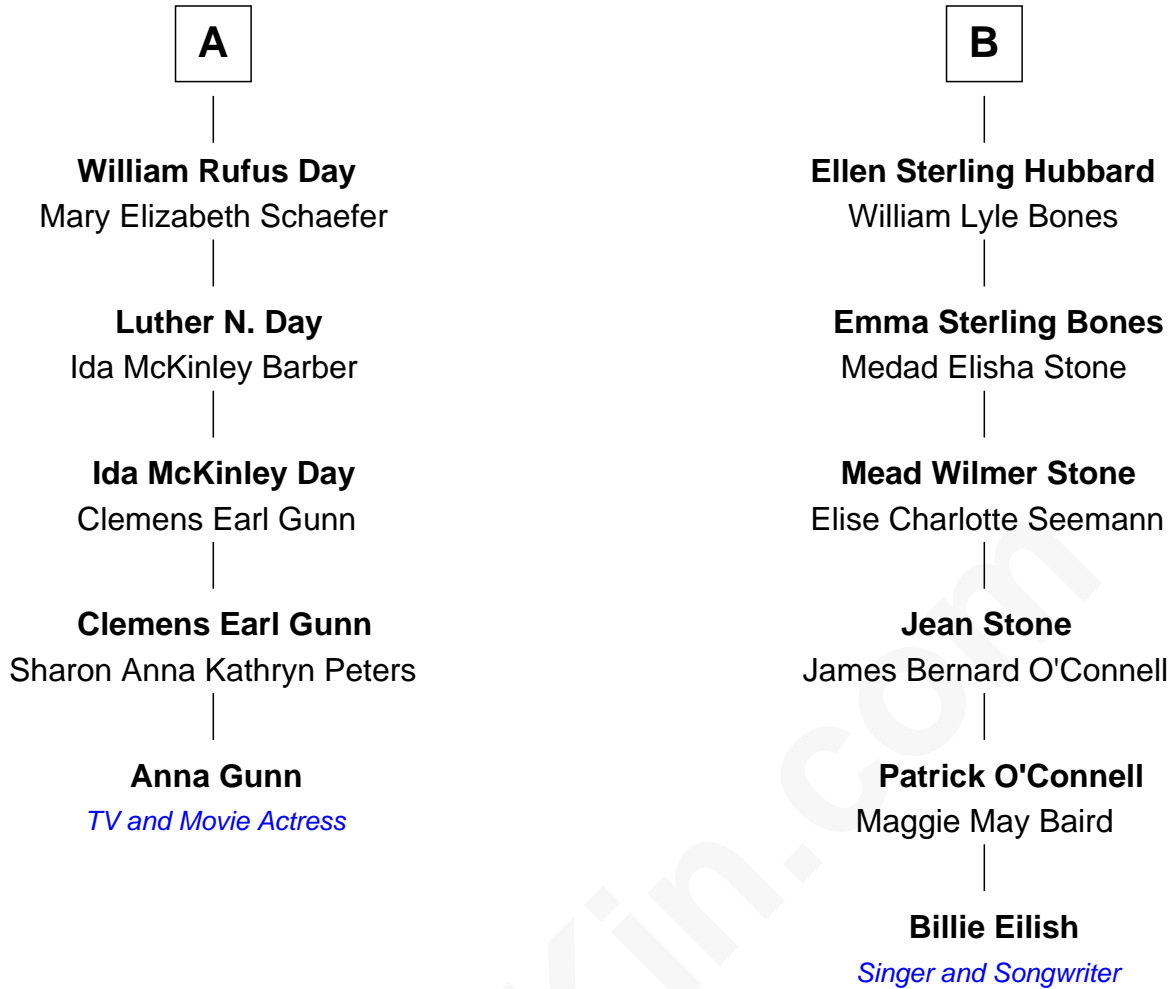 A
William Rufus Day
Mary Elizabeth Schaefer
Luther N. Day
Ida McKinley Barber
Ida McKinley Day
Clemens Earl Gunn
Clemens Earl Gunn
Sharon Anna Kathryn Peters
Anna Gunn
TV and Movie Actress
B
Ellen Sterling Hubbard
William Lyle Bones
Emma Sterling Bones
Medad Elisha Stone
Mead Wilmer Stone
Elise Charlotte Seemann
Jean Stone
James Bernard O'Connell
Patrick O'Connell
Maggie May Baird
Billie Eilish
Singer and Songwriter
Kin.com